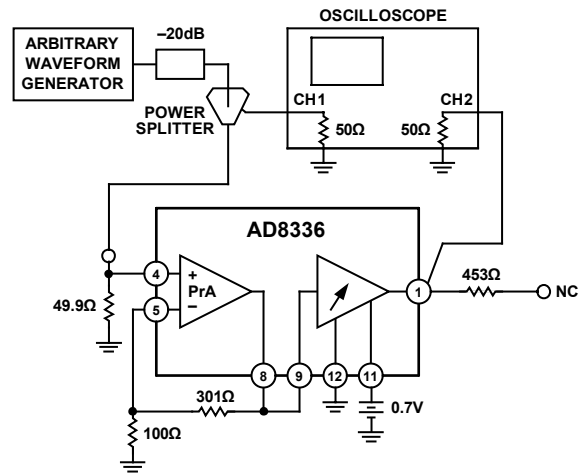 OSCILLOSCOPE
ARBITRARY
WAVEFORM
GENERATOR
–20dB
POWER
SPLITTER
CH1
CH2
50Ω
50Ω
AD8336
4
+
PrA
5
–
49.9Ω
1
453Ω
NC
8
9
12
11
301Ω
100Ω
0.7V